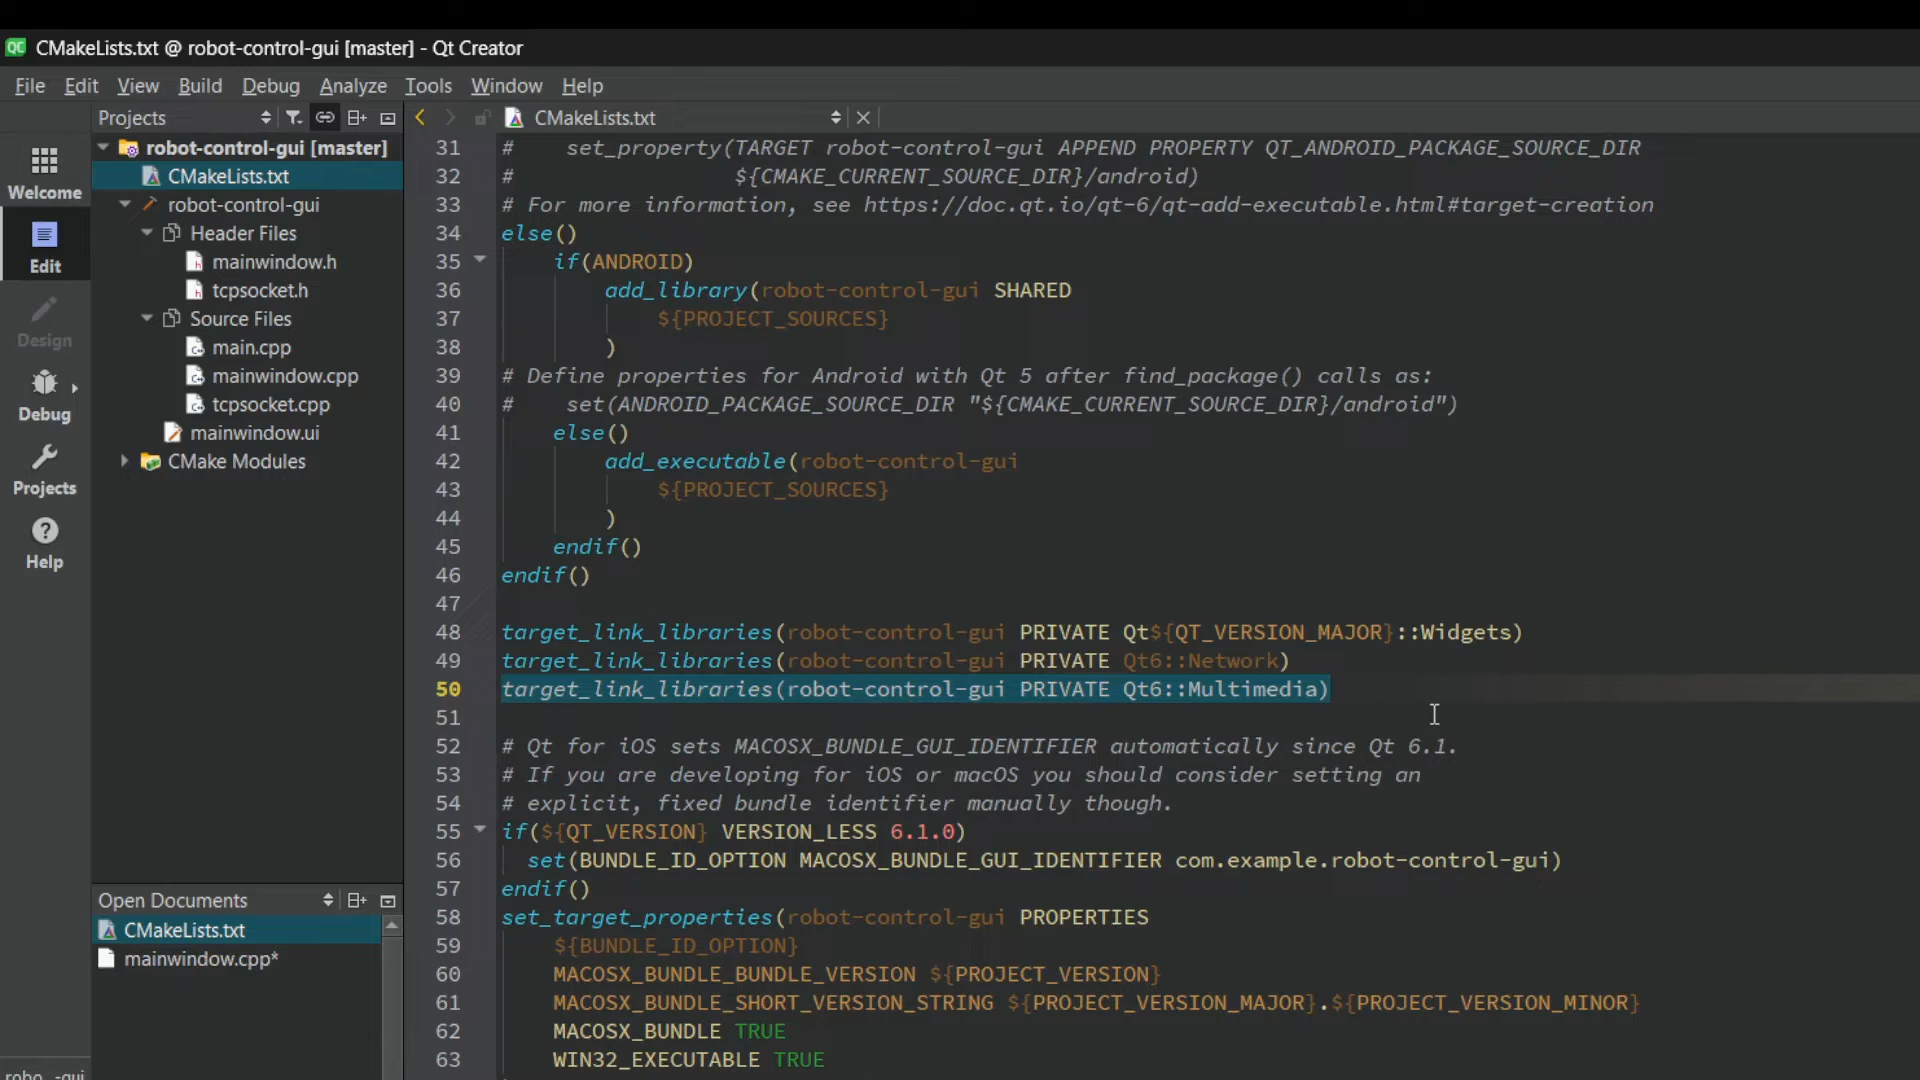 CMakeLists.txt @ robot-control-gui [master] - Qt Creator
File Edit View Build Debug Analyze Tools Window Help
Projects
CMakeLists.txt
Welcome
Edit
Design
Debug
Projects
Help
robot-control-gui [master]
CMakeLists.txt
robot-control-gui
Header Files
mainwindow.h
tcpsocket.h
Source Files
main.cpp
mainwindow.cpp
tcpsocket.cpp
mainwindow.ui
CMake Modules
Open Documents
CMakeLists.txt
mainwindow.cpp*
31 #    set_property(TARGET robot-control-gui APPEND PROPERTY QT_ANDROID_PACKAGE_SOURCE_DIR
32 #                 ${CMAKE_CURRENT_SOURCE_DIR}/android)
33 # For more information, see https://doc.qt.io/qt-6/qt-add-executable.html#target-creation
34 else()
35     if(ANDROID)
36         add_library(robot-control-gui SHARED
37             ${PROJECT_SOURCES}
38         )
39 # Define properties for Android with Qt 5 after find_package() calls as:
40 #    set(ANDROID_PACKAGE_SOURCE_DIR "${CMAKE_CURRENT_SOURCE_DIR}/android")
41     else()
42         add_executable(robot-control-gui
43             ${PROJECT_SOURCES}
44         )
45     endif()
46 endif()
47
48 target_link_libraries(robot-control-gui PRIVATE Qt${QT_VERSION_MAJOR}::Widgets)
49 target_link_libraries(robot-control-gui PRIVATE Qt6::Network)
50 target_link_libraries(robot-control-gui PRIVATE Qt6::Multimedia)
51
52 # Qt for iOS sets MACOSX_BUNDLE_GUI_IDENTIFIER automatically since Qt 6.1.
53 # If you are developing for iOS or macOS you should consider setting an
54 # explicit, fixed bundle identifier manually though.
55 if(${QT_VERSION} VERSION_LESS 6.1.0)
56   set(BUNDLE_ID_OPTION MACOSX_BUNDLE_GUI_IDENTIFIER com.example.robot-control-gui)
57 endif()
58 set_target_properties(robot-control-gui PROPERTIES
59     ${BUNDLE_ID_OPTION}
60     MACOSX_BUNDLE_BUNDLE_VERSION ${PROJECT_VERSION}
61     MACOSX_BUNDLE_SHORT_VERSION_STRING ${PROJECT_VERSION_MAJOR}.${PROJECT_VERSION_MINOR}
62     MACOSX_BUNDLE TRUE
63     WIN32_EXECUTABLE TRUE